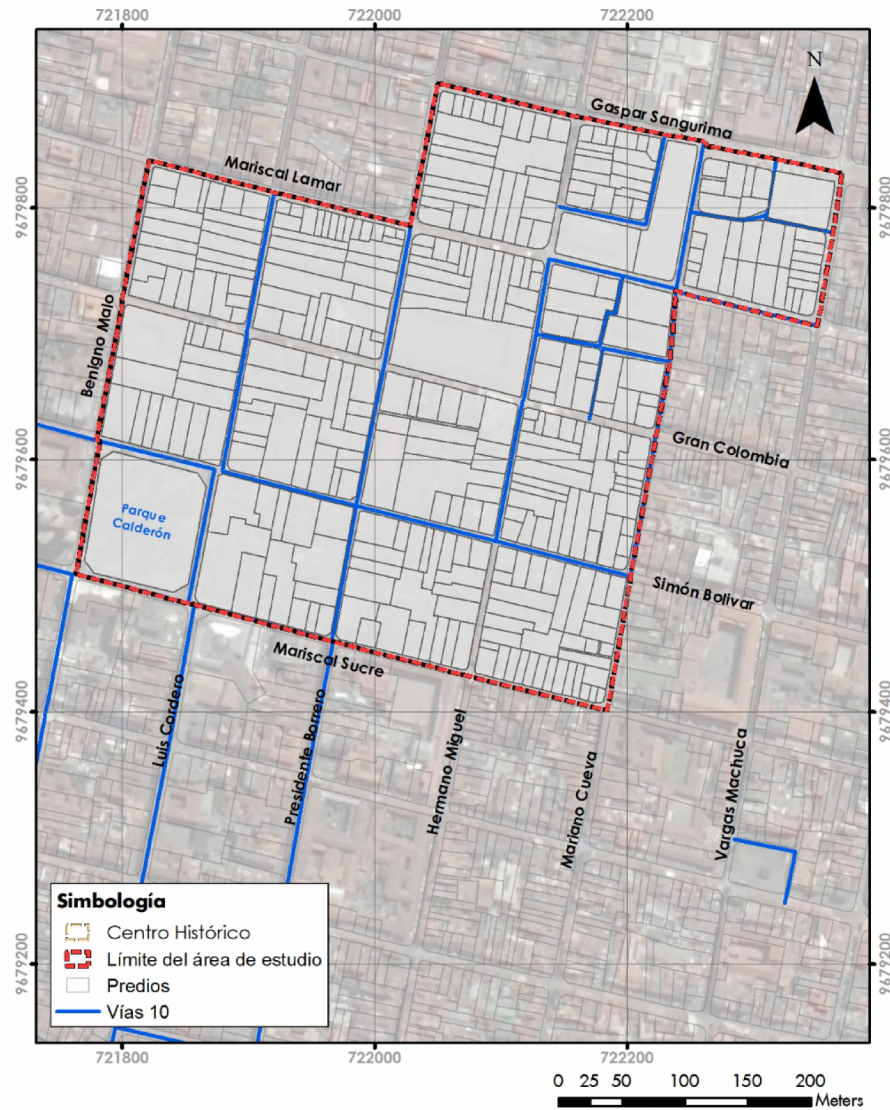 721800
722000
722200
N
Gaspar Sangurima
Mariscal Lamar
9679800
9679800
Benigno Malo
Gran Colombia
9679600
9679600
Parque
Calderón
Simón Bolivar
Mariscal Sucre
9679400
9679400
Luis Cordero
Presidente Borrero
Hermano Miguel
Mariano Cueva
Vargas Machuca
Simbología
Centro Histórico
Límite del área de estudio
Predios
Vías 10
9679200
9679200
721800
722000
722200
0 25 50 100 150 200
Meters